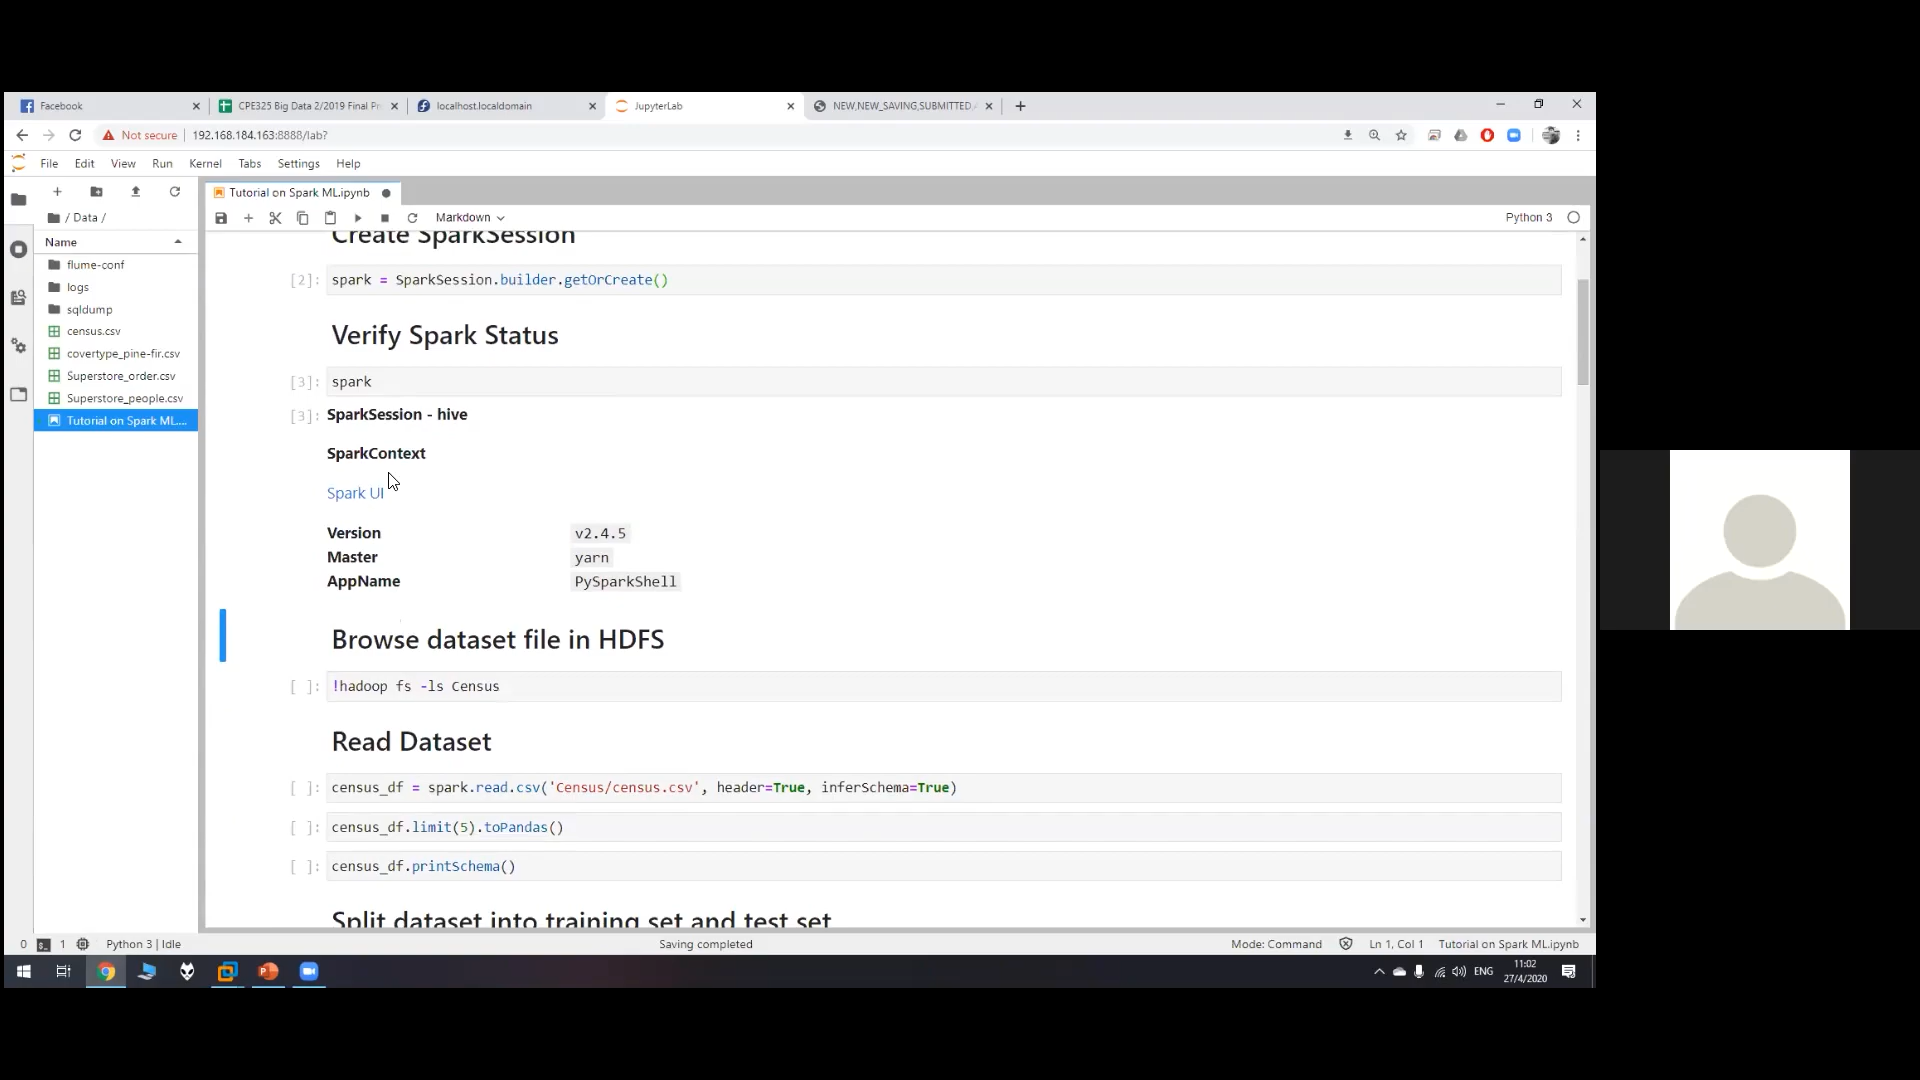 Facebook
CPE325 Big Data 2/2019 Final Pr
localhost.localdomain
JupyterLab
NEW,NEW_SAVING,SUBMITTED,
Not secure
192.168.184.163:8888/lab?
File Edit View Run Kernel Tabs Settings Help
Tutorial on Spark ML.ipynb
/ Data /
Markdown
Python 3
Name
flume-conf
logs
sqldump
census.csv
covertype_pine-fir.csv
Superstore_order.csv
Superstore_people.csv
Tutorial on Spark ML....
Create SparkSession
[2]: spark = SparkSession.builder.getOrCreate()
Verify Spark Status
[3]: spark
[3]: SparkSession - hive
SparkContext
Spark UI
Version v2.4.5
Master yarn
AppName PySparkShell
Browse dataset file in HDFS
[ ]: !hadoop fs -ls Census
Read Dataset
[ ]: census_df = spark.read.csv('Census/census.csv', header=True, inferSchema=True)
[ ]: census_df.limit(5).toPandas()
[ ]: census_df.printSchema()
Split dataset into training set and test set
0 1 Python 3 | Idle
Saving completed
Mode: Command
Ln 1, Col 1
Tutorial on Spark ML.ipynb
ENG
11:02
27/4/2020